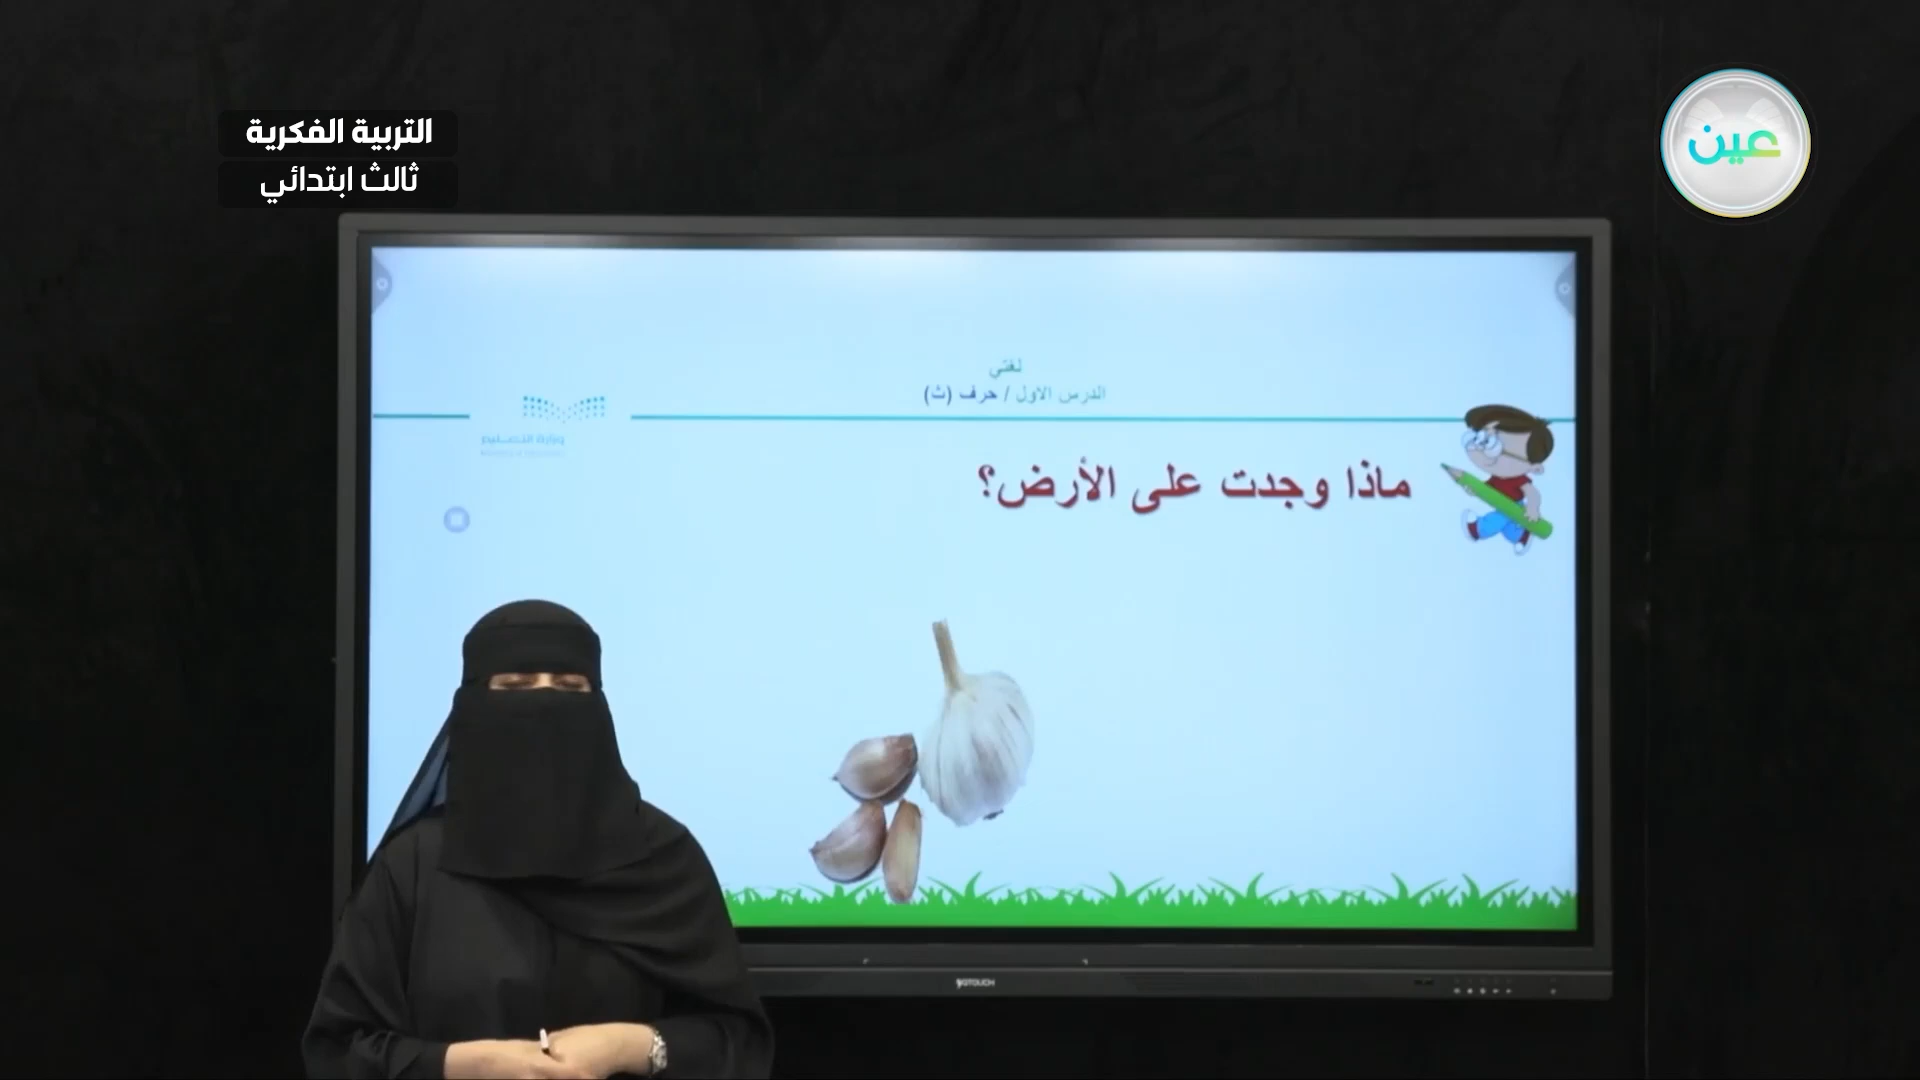 التربية الفكرية
ثالث ابتدائي
عين
لغتي
الدرس الاول / حرف (ث)
وزارة التعليم
ماذا وجدت على الأرض؟